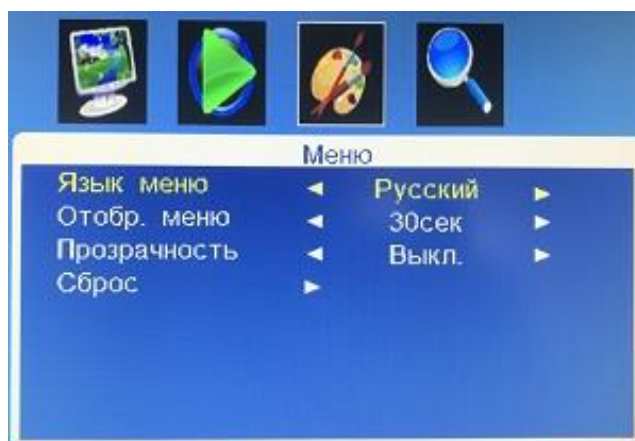 Меню
Язык меню ◄ Русский ►
Отобр. меню ◄ 30сек ►
Прозрачность ◄ Выкл. ►
Сброс ►